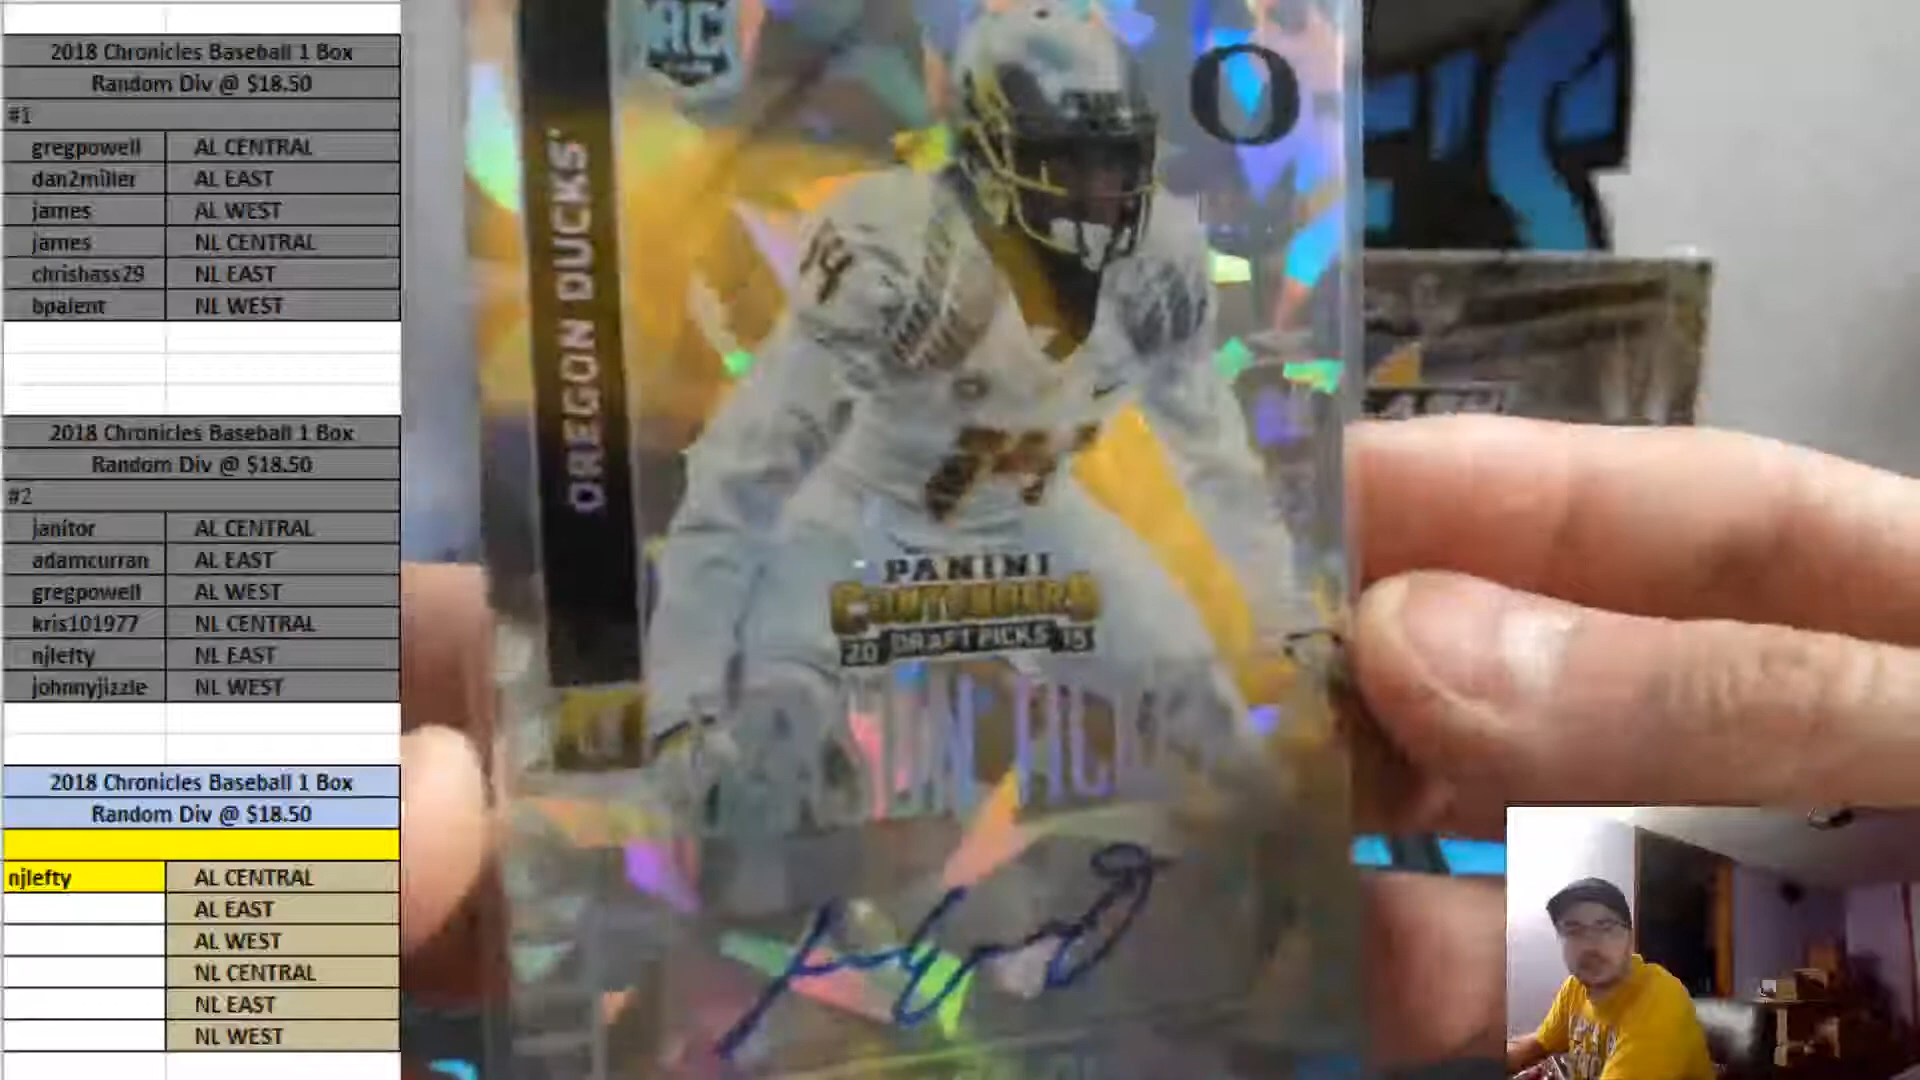 2018 Chronicles Baseball 1 Box
Random Div @ $18.50
#1
gregpowell AL CENTRAL
dan2miller AL EAST
james AL WEST
james NL CENTRAL
chrishass29 NL EAST
bpalent NL WEST
2018 Chronicles Baseball 1 Box
Random Div @ $18.50
#2
janitor AL CENTRAL
adamcurran AL EAST
gregpowell AL WEST
kris101977 NL CENTRAL
njlefty NL EAST
johnnyjizzle NL WEST
2018 Chronicles Baseball 1 Box
Random Div @ $18.50
njlefty AL CENTRAL
AL EAST
AL WEST
NL CENTRAL
NL EAST
NL WEST
RC
O
OREGON DUCKS
PANINI
CONTENDERS
20 DRAFT PICKS 15